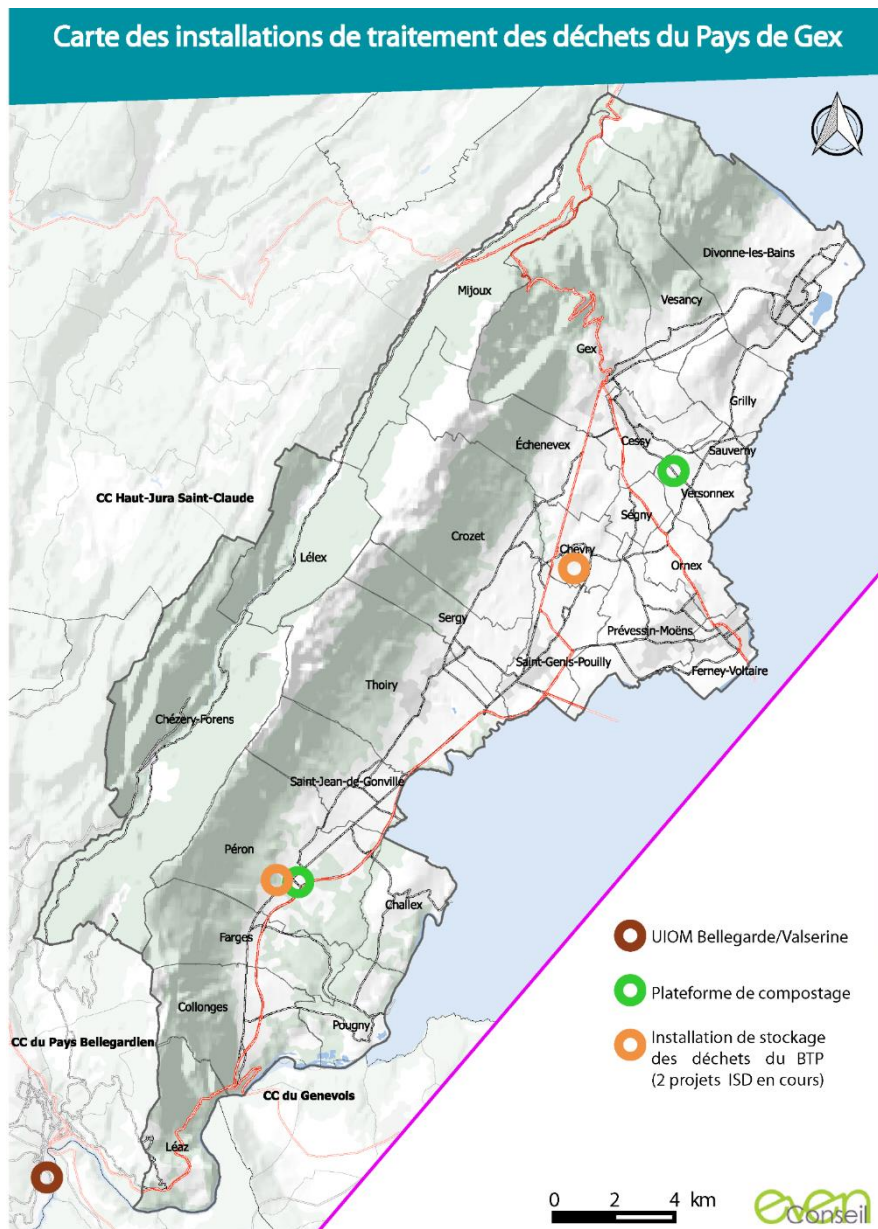 Carte des installations de traitement des déchets du Pays de Gex
Divonne-les-Bains
Mijoux
Vesancy
Gex
Grilly
Échenevex
Cessy
Sauverny
CC Haut-Jura Saint-Claude
Versonnex
Ségny
Crozet
Lélex
Chevry
Ornex
Sergy
Prévessin-Moëns
Saint-Genis-Pouilly
Ferney-Voltaire
Thoiry
Chézery-Forens
Saint-Jean-de-Gonville
Péron
Challex
Farges
Collonges
Pougny
CC du Pays Bellegardien
CC du Genevois
Léaz
UIOM Bellegarde/Valserine
Plateforme de compostage
Installation de stockage
des déchets du BTP
(2 projets ISD en cours)
0 2 4 km
even
Conseil